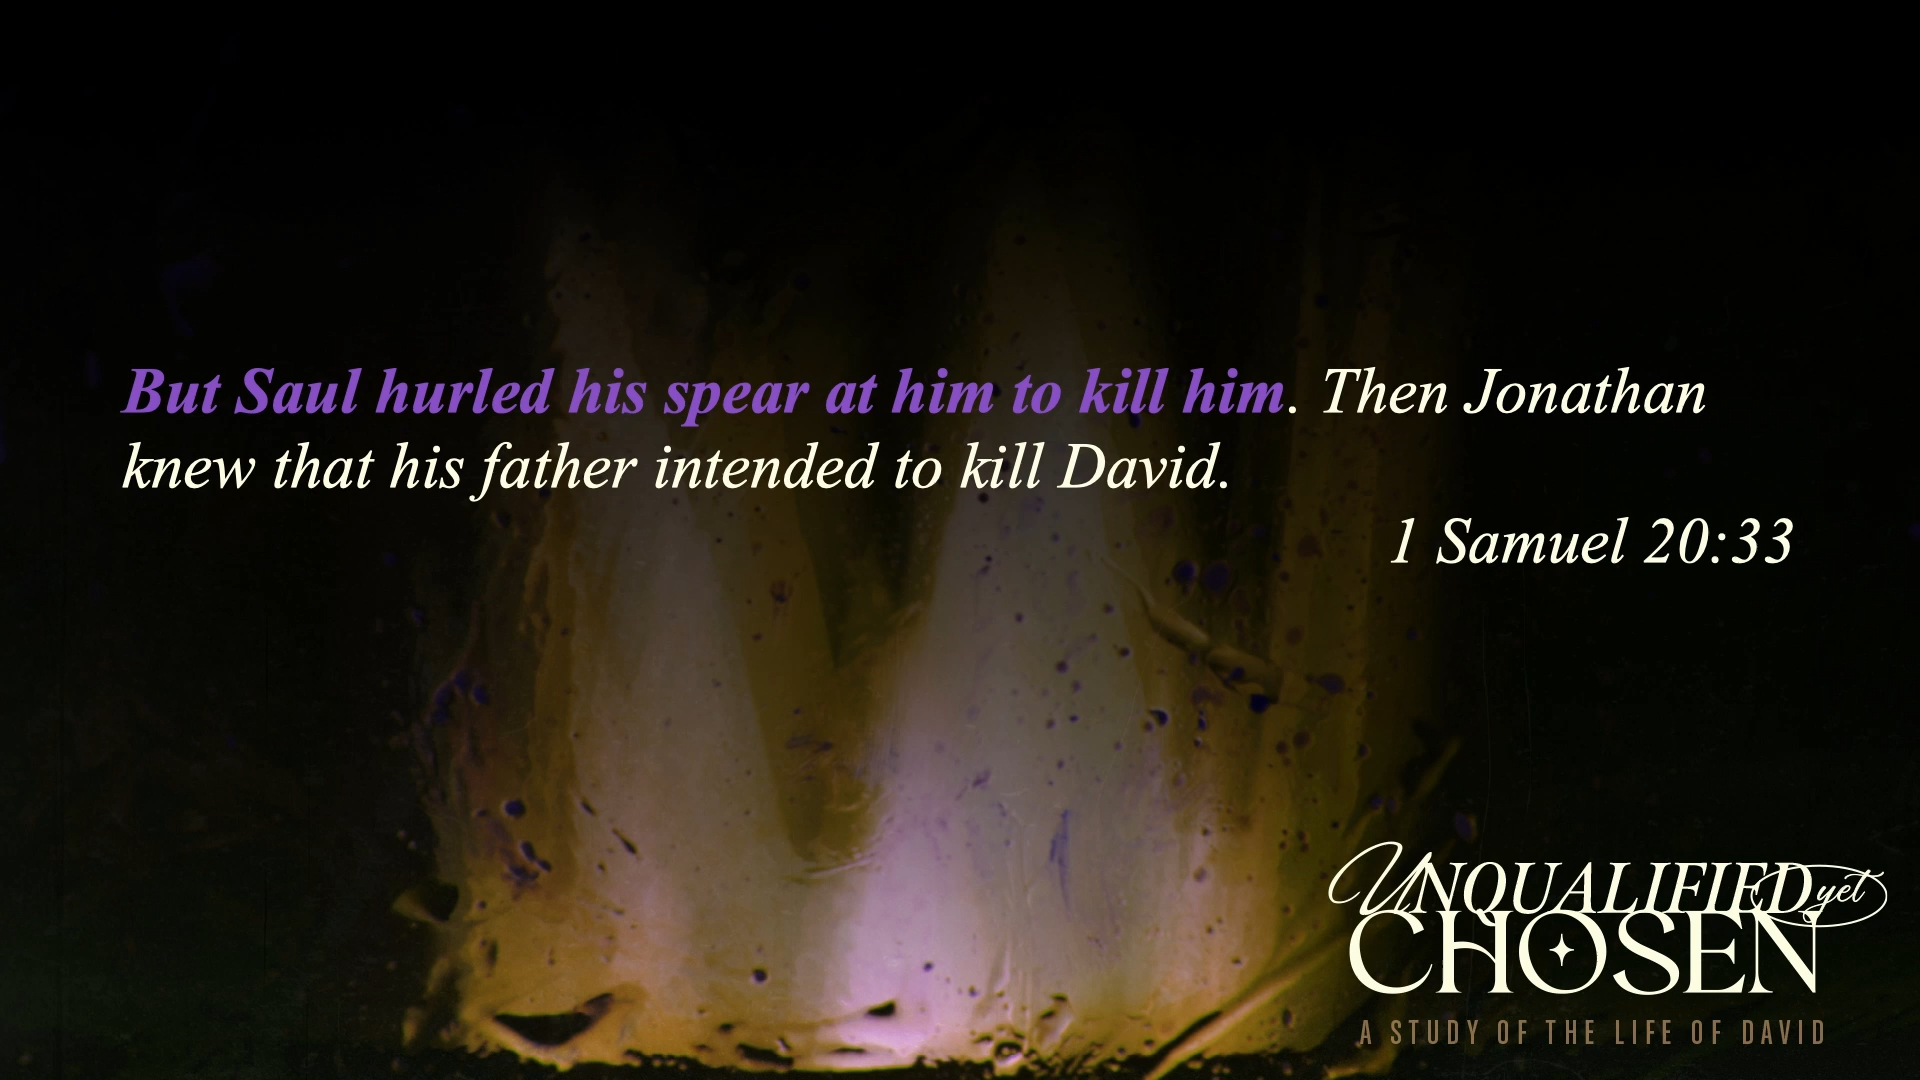 But Saul hurled his spear at him to kill him. Then Jonathan
knew that his father intended to kill David.
1 Samuel 20:33
UNQUALIFIED yet
CHOSEN
A STUDY OF THE LIFE OF DAVID